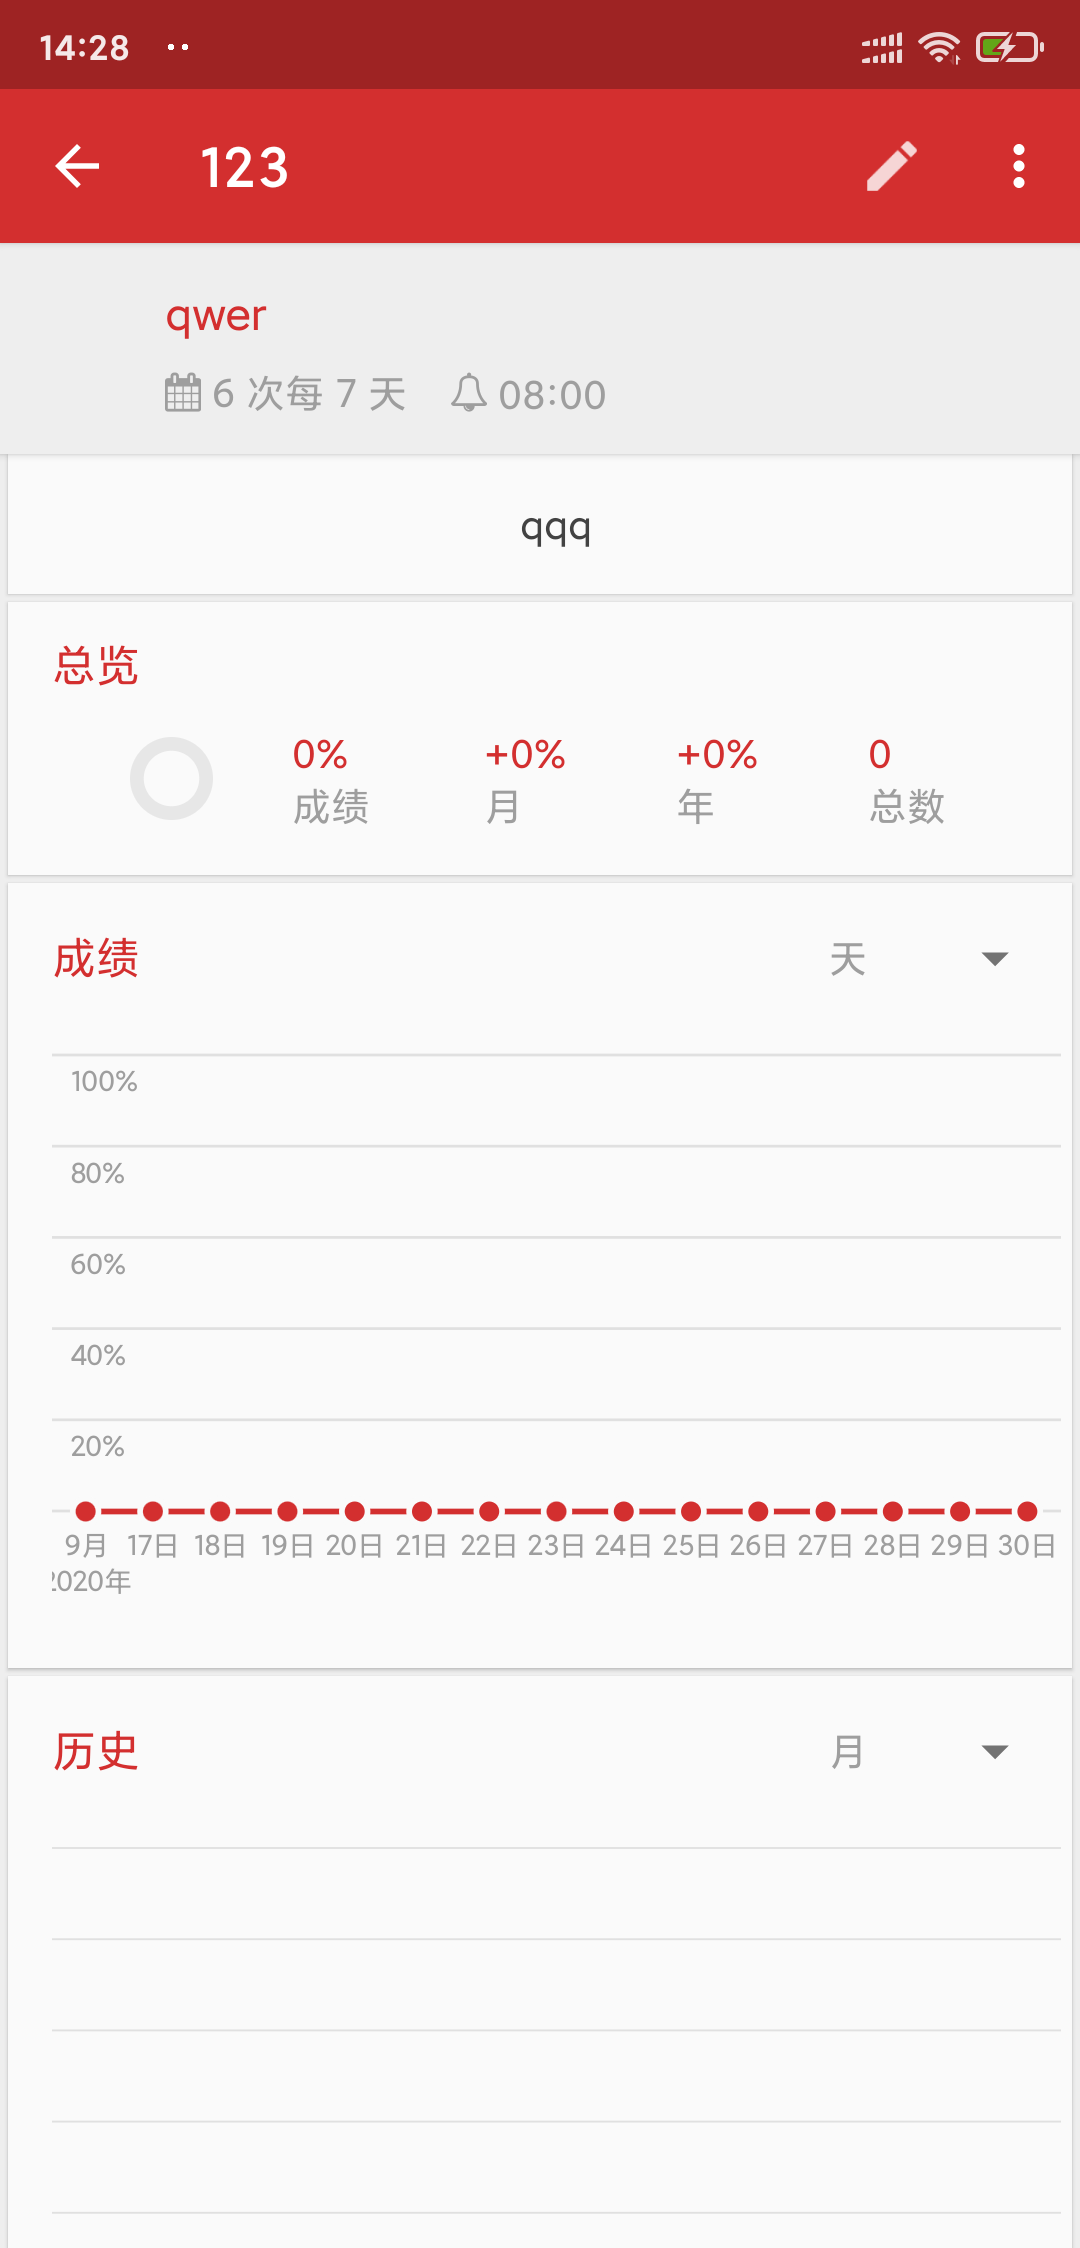 14:28
123
qwer
6 次每 7 天 08:00
qqq
总览
0% +0% +0% 0
成绩 月 年 总数
成绩 天
100%
80%
60%
40%
20%
9月 17日 18日 19日 20日 21日 22日 23日 24日 25日 26日 27日 28日 29日 30日
2020年
历史 月